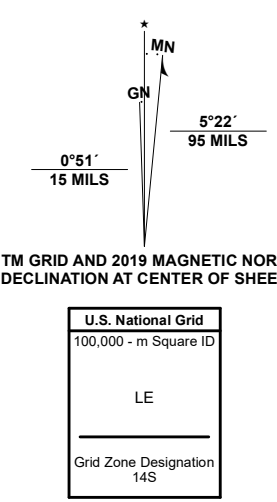 ★
MN
GN
5°22´
95 MILS
0°51´
15 MILS
TM GRID AND 2019 MAGNETIC NOR
DECLINATION AT CENTER OF SHEE
U.S. National Grid
100,000 - m Square ID
LE
Grid Zone Designation
14S